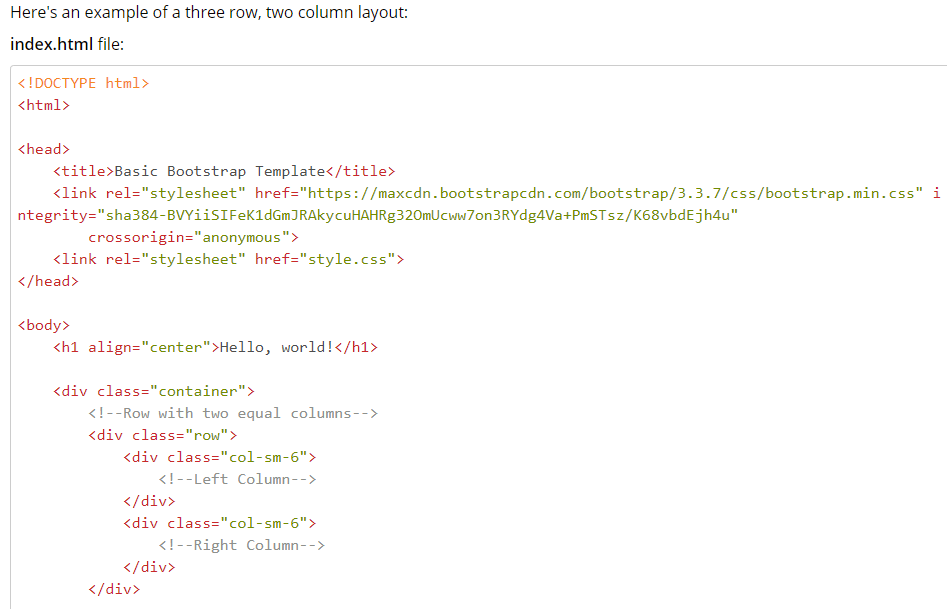 Here's an example of a three row, two column layout:
index.html file:
<!DOCTYPE html>
<html>
<head>
<title>Basic Bootstrap Template</title>
<link rel="stylesheet" href="https://maxcdn.bootstrapcdn.com/bootstrap/3.3.7/css/bootstrap.min.css" i
ntegrity="sha384-BVYiiSIFeK1dGmJRAkycuHAHRg32OmUcww7on3RYdg4Va+PmSTsz/K68vbdEjh4u"
crossorigin="anonymous">
<link rel="stylesheet" href="style.css">
</head>
<body>
<h1 align="center">Hello, world!</h1>
<div class="container">
<!--Row with two equal columns-->
<div class="row">
<div class="col-sm-6">
<!--Left Column-->
</div>
<div class="col-sm-6">
<!--Right Column-->
</div>
</div>